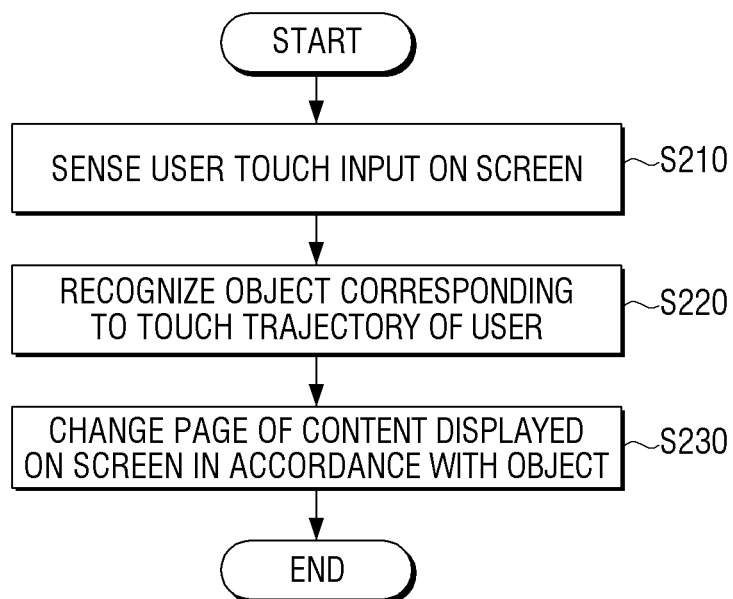 START
SENSE USER TOUCH INPUT ON SCREEN
S210
RECOGNIZE OBJECT CORRESPONDING
TO TOUCH TRAJECTORY OF USER
S220
CHANGE PAGE OF CONTENT DISPLAYED
ON SCREEN IN ACCORDANCE WITH OBJECT
S230
END